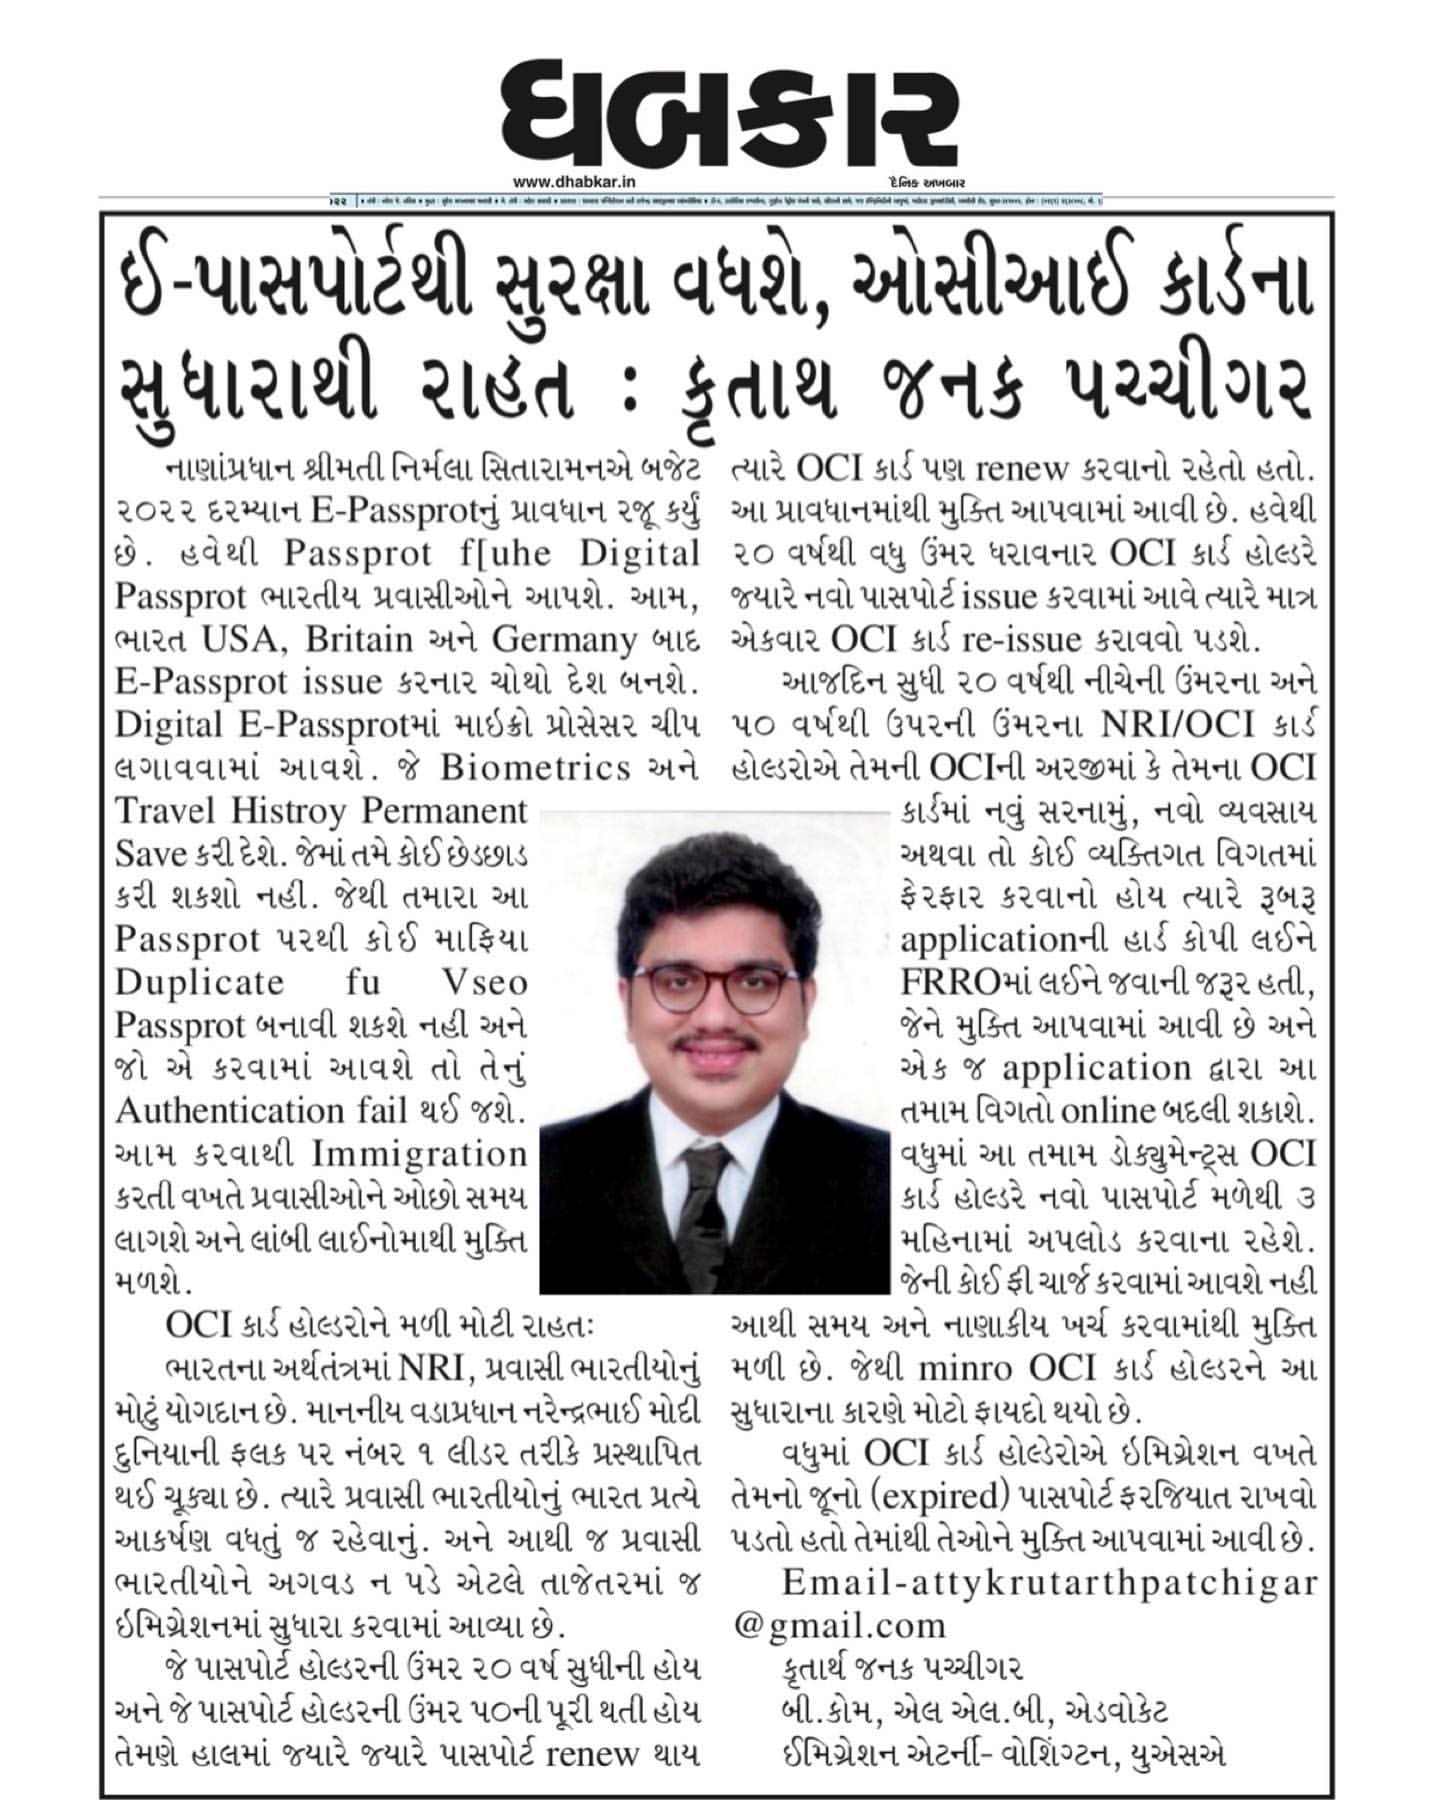 ધબકાર
www.dhabkar.in
દૈનિક અખબાર
ઈ-પાસપોર્ટથી સુરક્ષા વધશે, ઓસીઆઈ કાર્ડના
સુધારાથી રાહત : કૃતાથ જનક પચ્ચીગર
નાણાંપ્રધાન શ્રીમતી નિર્મલા સિતારામનએ બજેટ
૨૦૨૨ દરમ્યાન E-Passprotનું પ્રાવધાન રજૂ કર્યું
છે. હવેથી Passprot f[uhe Digital
Passprot ભારતીય પ્રવાસીઓને આપશે. આમ,
ભારત USA, Britain અને Germany બાદ
E-Passprot issue કરનાર ચોથો દેશ બનશે.
Digital E-Passprotમાં માઇક્રો પ્રોસેસર ચીપ
લગાવવામાં આવશે. જે Biometrics અને
Travel Histroy Permanent
Save કરી દેશે. જેમાં તમે કોઈ છેડછાડ
કરી શકશો નહી. જેથી તમારા આ
Passprot પરથી કોઈ માફિયા
Duplicate fu Vseo
Passprot બનાવી શકશે નહી અને
જો એ કરવામાં આવશે તો તેનું
Authentication fail થઈ જશે.
આમ કરવાથી Immigration
કરતી વખતે પ્રવાસીઓને ઓછો સમય
લાગશે અને લાંબી લાઈનોમાથી મુક્તિ
મળશે.
OCI કાર્ડ હોલ્ડરોને મળી મોટી રાહતઃ
ભારતના અર્થતંત્રમાં NRI, પ્રવાસી ભારતીયોનું
મોટું યોગદાન છે. માનનીય વડાપ્રધાન નરેન્દ્રભાઈ મોદી
દુનિયાની ફલક પર નંબર ૧ લીડર તરીકે પ્રસ્થાપિત
થઈ ચૂક્યા છે. ત્યારે પ્રવાસી ભારતીયોનું ભારત પ્રત્યે
આકર્ષણ વધતું જ રહેવાનું. અને આથી જ પ્રવાસી
ભારતીયોને અગવડ ન પડે એટલે તાજેતરમાં જ
ઇમિગ્રેશનમાં સુધારા કરવામાં આવ્યા છે.
જે પાસપોર્ટ હોલ્ડરની ઉંમર ૨૦ વર્ષ સુધીની હોય
અને જે પાસપોર્ટ હોલ્ડરની ઉંમર ૫૦ની પૂરી થતી હોય
તેમણે હાલમાં જ્યારે જ્યારે પાસપોર્ટ renew થાય
ત્યારે OCI કાર્ડ પણ renew કરવાનો રહેતો હતો.
આ પ્રાવધાનમાંથી મુક્તિ આપવામાં આવી છે. હવેથી
૨૦ વર્ષથી વધુ ઉંમર ધરાવનાર OCI કાર્ડ હોલ્ડરે
જ્યારે નવો પાસપોર્ટ issue કરવામાં આવે ત્યારે માત્ર
એકવાર OCI કાર્ડ re-issue કરાવવો પડશે.
આજદિન સુધી ૨૦ વર્ષથી નીચેની ઉંમરના અને
૫૦ વર્ષથી ઉપરની ઉંમરના NRI/OCI કાર્ડ
હોલ્ડરોએ તેમની OCIની અરજીમાં કે તેમના OCI
કાર્ડમાં નવું સરનામું, નવો વ્યવસાય
અથવા તો કોઈ વ્યક્તિગત વિગતમાં
ફેરફાર કરવાનો હોય ત્યારે રૂબરૂ
applicationની હાર્ડ કોપી લઈને
FRROમાં લઈને જવાની જરૂર હતી,
જેને મુક્તિ આપવામાં આવી છે અને
એક જ application દ્વારા આ
તમામ વિગતો online બદલી શકાશે.
વધુમાં આ તમામ ડોક્યુમેન્ટ્સ OCI
કાર્ડ હોલ્ડરે નવો પાસપોર્ટ મળેથી ૩
મહિનામાં અપલોડ કરવાના રહેશે.
જેની કોઈ ફી ચાર્જ કરવામાં આવશે નહી
આથી સમય અને નાણાકીય ખર્ચ કરવામાંથી મુક્તિ
મળી છે. જેથી minro OCI કાર્ડ હોલ્ડરને આ
સુધારાના કારણે મોટો ફાયદો થયો છે.
વધુમાં OCI કાર્ડ હોલ્ડેરોએ ઇમિગ્રેશન વખતે
તેમનો જૂનો (expired) પાસપોર્ટ ફરજિયાત રાખવો
પડતો હતો તેમાંથી તેઓને મુક્તિ આપવામાં આવી છે.
Email-attykrutarthpatchigar
@gmail.com
કૃતાર્થ જનક પચ્ચીગર
બી.કોમ, એલ એલ.બી, એડવોકેટ
ઈમિગ્રેશન એટર્ની- વોશિંગ્ટન, યુએસએ